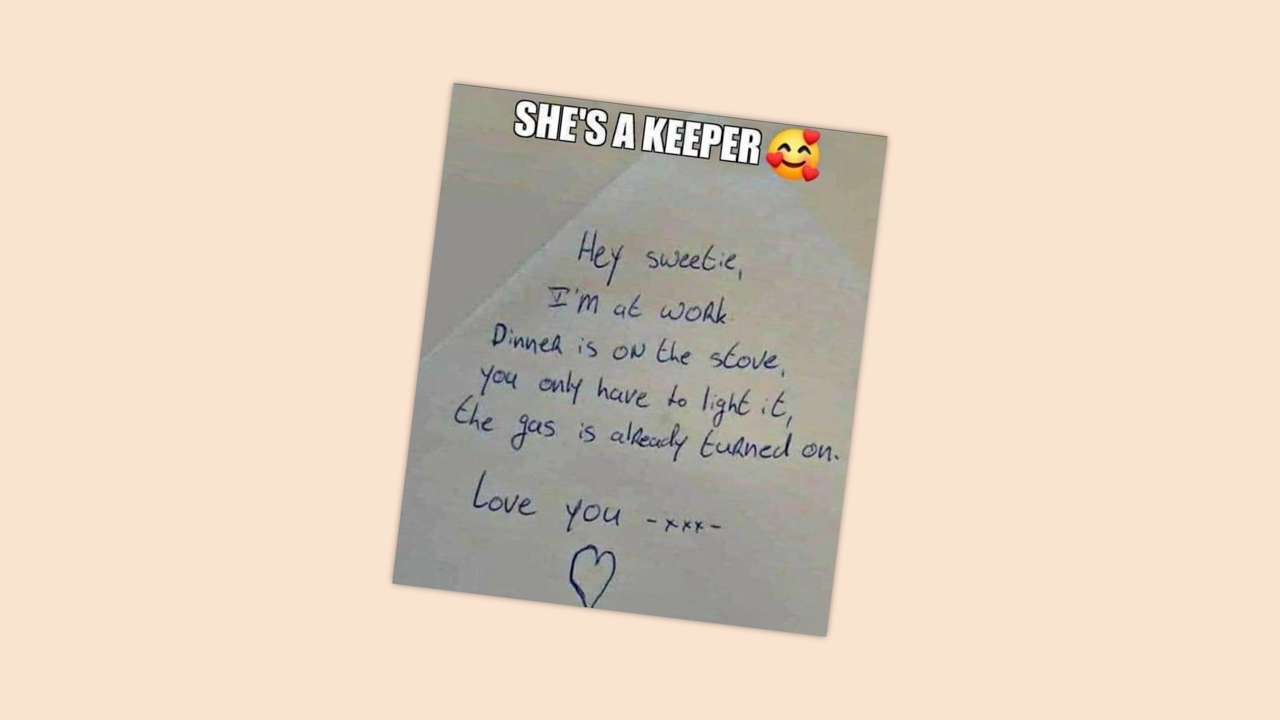 SHE'S A KEEPER🥰
Hey sweetie,
I'm at work
Dinner is on the stove,
you only have to light it,
the gas is already turned on.
Love you -xxx-
♡